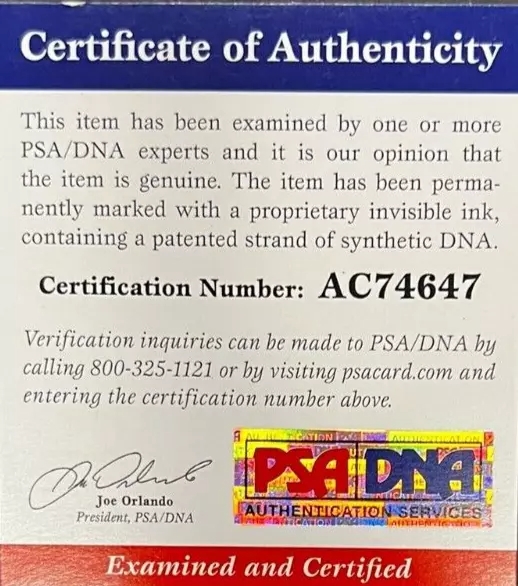 Certificate of Authenticity
This item has been examined by one or more
PSA/DNA experts and it is our opinion that
the item is genuine. The item has been perma-
nently marked with a proprietary invisible ink,
containing a patented strand of synthetic DNA.
Certification Number: AC74647
Verification inquiries can be made to PSA/DNA by
calling 800-325-1121 or by visiting psacard.com and
entering the certification number above.
Joe Orlando
President, PSA/DNA
PSA DNA
AUTHENTICATION SERVICES
Examined and Certified